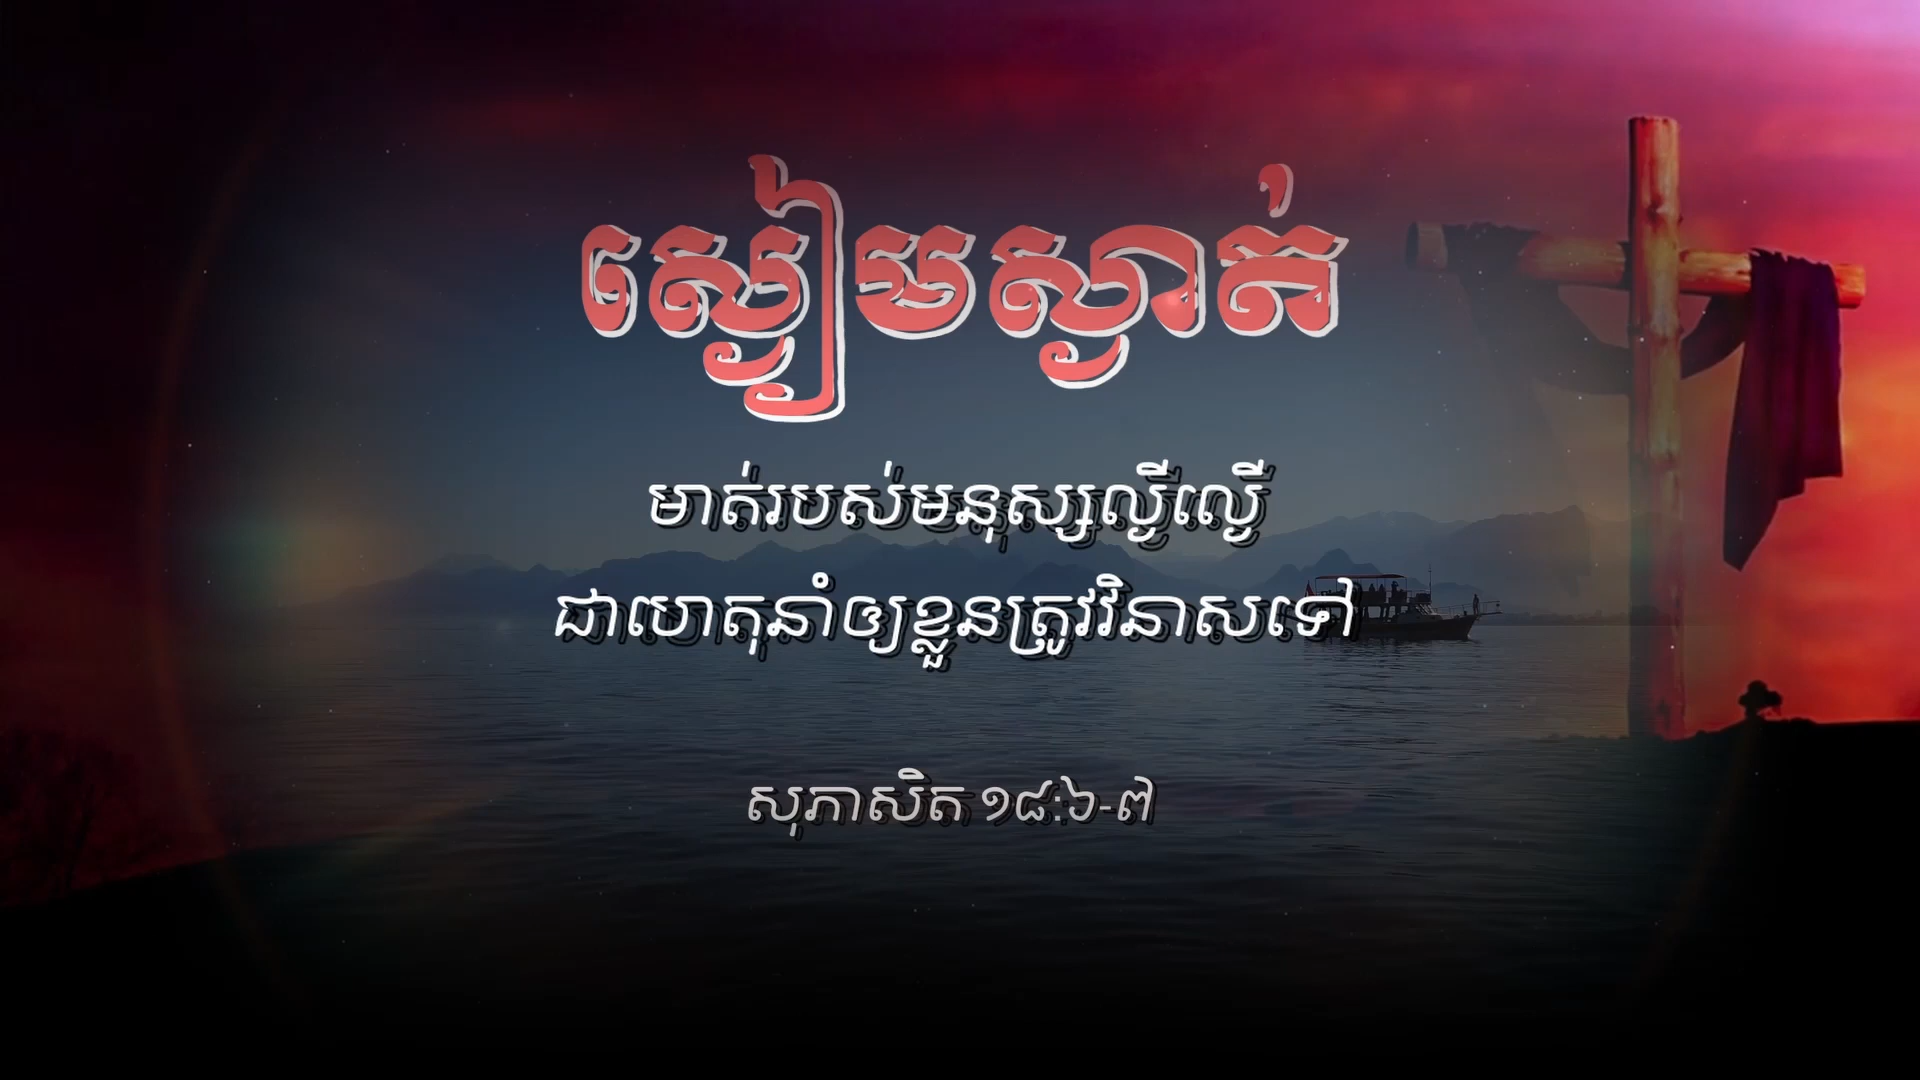 ស្ងៀមស្ងាត់
មាត់របស់មនុស្សល្ងីល្ងើ
ជាហេតុនាំឲ្យខ្លួនត្រូវវិនាសទៅ
សុភាសិត ១៨:៦-៧